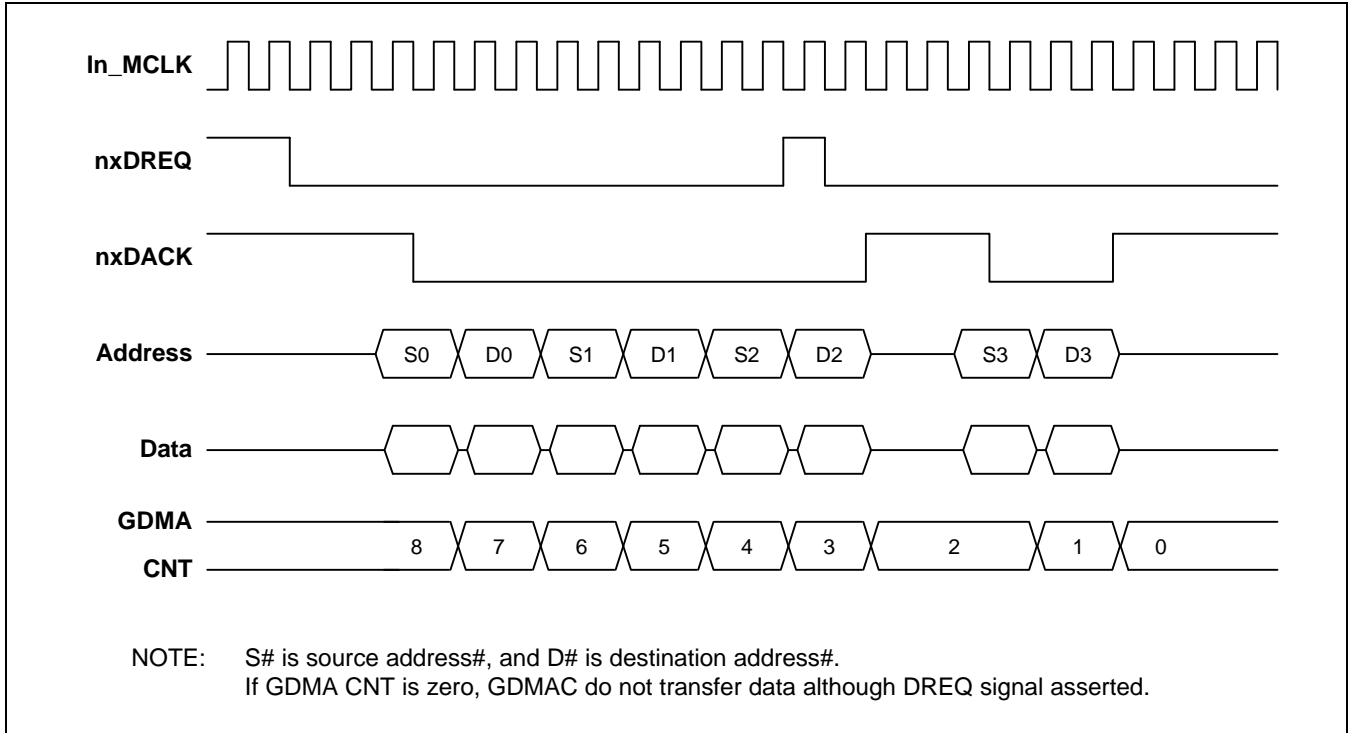 In_MCLK
nxDREQ
nxDACK
Address S0 D0 S1 D1 S2 D2 S3 D3
Data
GDMA
CNT 8 7 6 5 4 3 2 1 0
NOTE: S# is source address#, and D# is destination address#.
If GDMA CNT is zero, GDMAC do not transfer data although DREQ signal asserted.